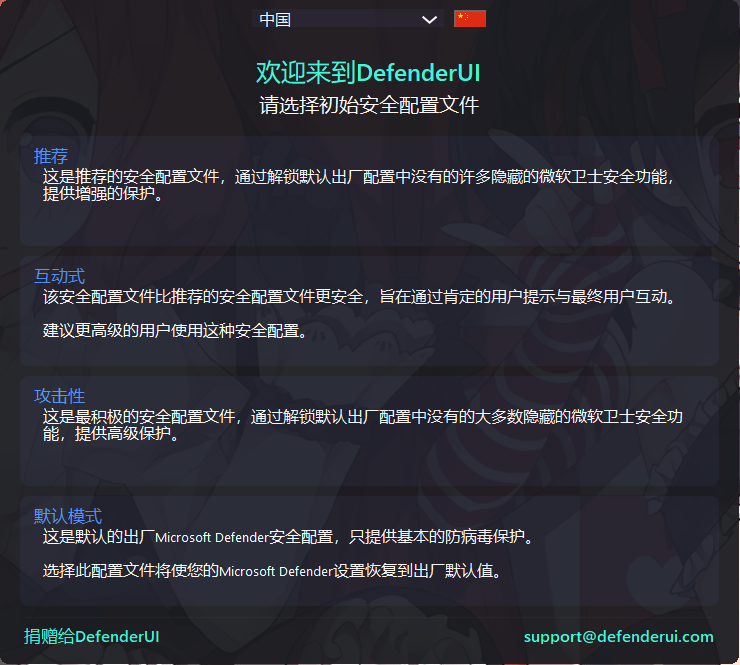 中国
欢迎来到DefenderUI
请选择初始安全配置文件
推荐
这是推荐的安全配置文件，通过解锁默认出厂配置中没有的许多隐藏的微软卫士安全功能，
提供增强的保护。
互动式
该安全配置文件比推荐的安全配置文件更安全，旨在通过肯定的用户提示与最终用户互动。
建议更高级的用户使用这种安全配置。
攻击性
这是最积极的安全配置文件，通过解锁默认出厂配置中没有的大多数隐藏的微软卫士安全功
能，提供高级保护。
默认模式
这是默认的出厂Microsoft Defender安全配置，只提供基本的防病毒保护。
选择此配置文件将使您的Microsoft Defender设置恢复到出厂默认值。
捐赠给DefenderUI
support@defenderui.com